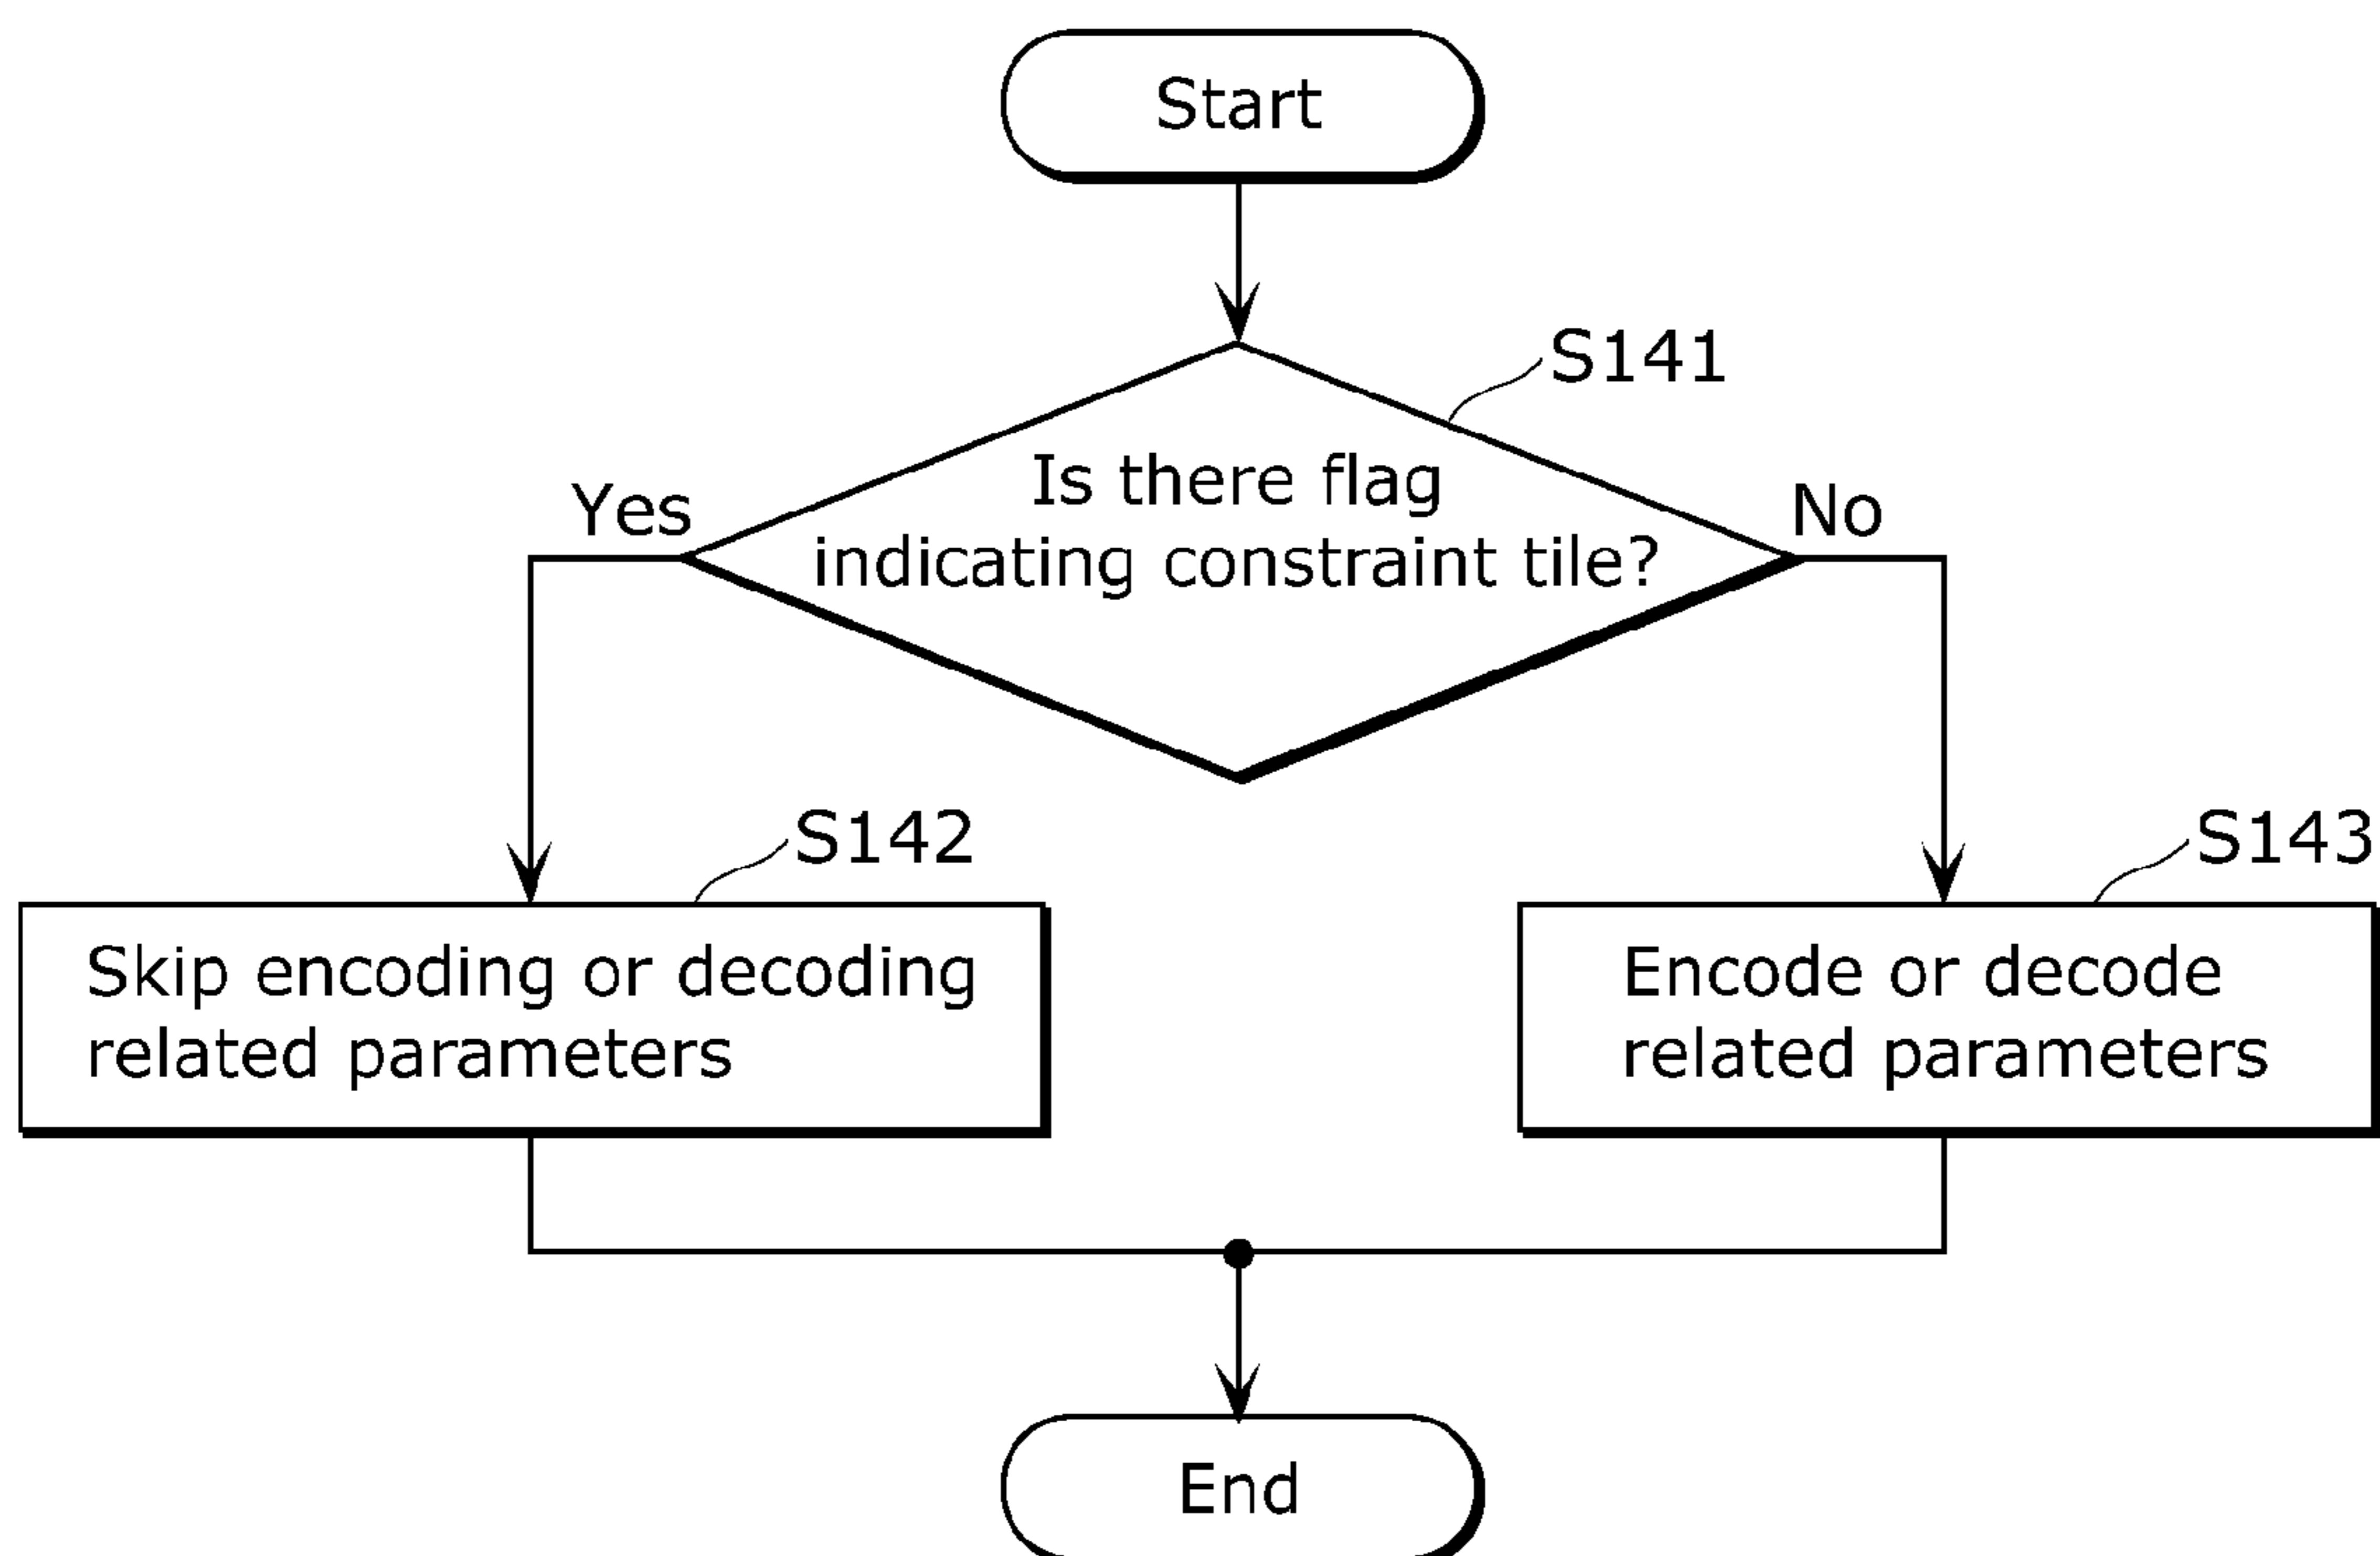 Start
S141
Is there flag
indicating constraint tile?
Yes
No
S142
S143
Skip encoding or decoding
related parameters
Encode or decode
related parameters
End